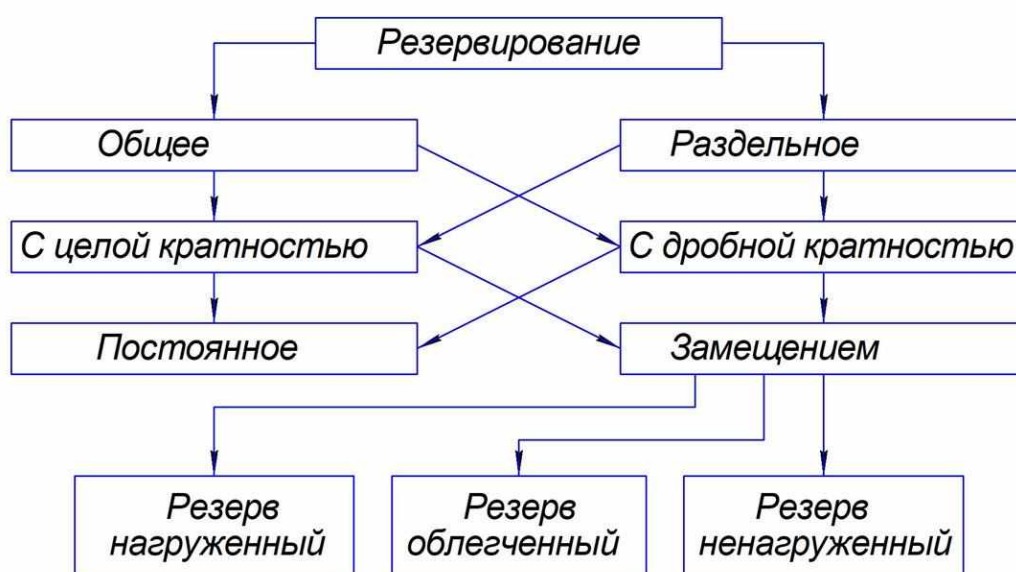 Резервирование
Общее
Раздельное
С целой кратностью
С дробной кратностью
Постоянное
Замещением
Резерв
нагруженный
Резерв
облегченный
Резерв
ненагруженный